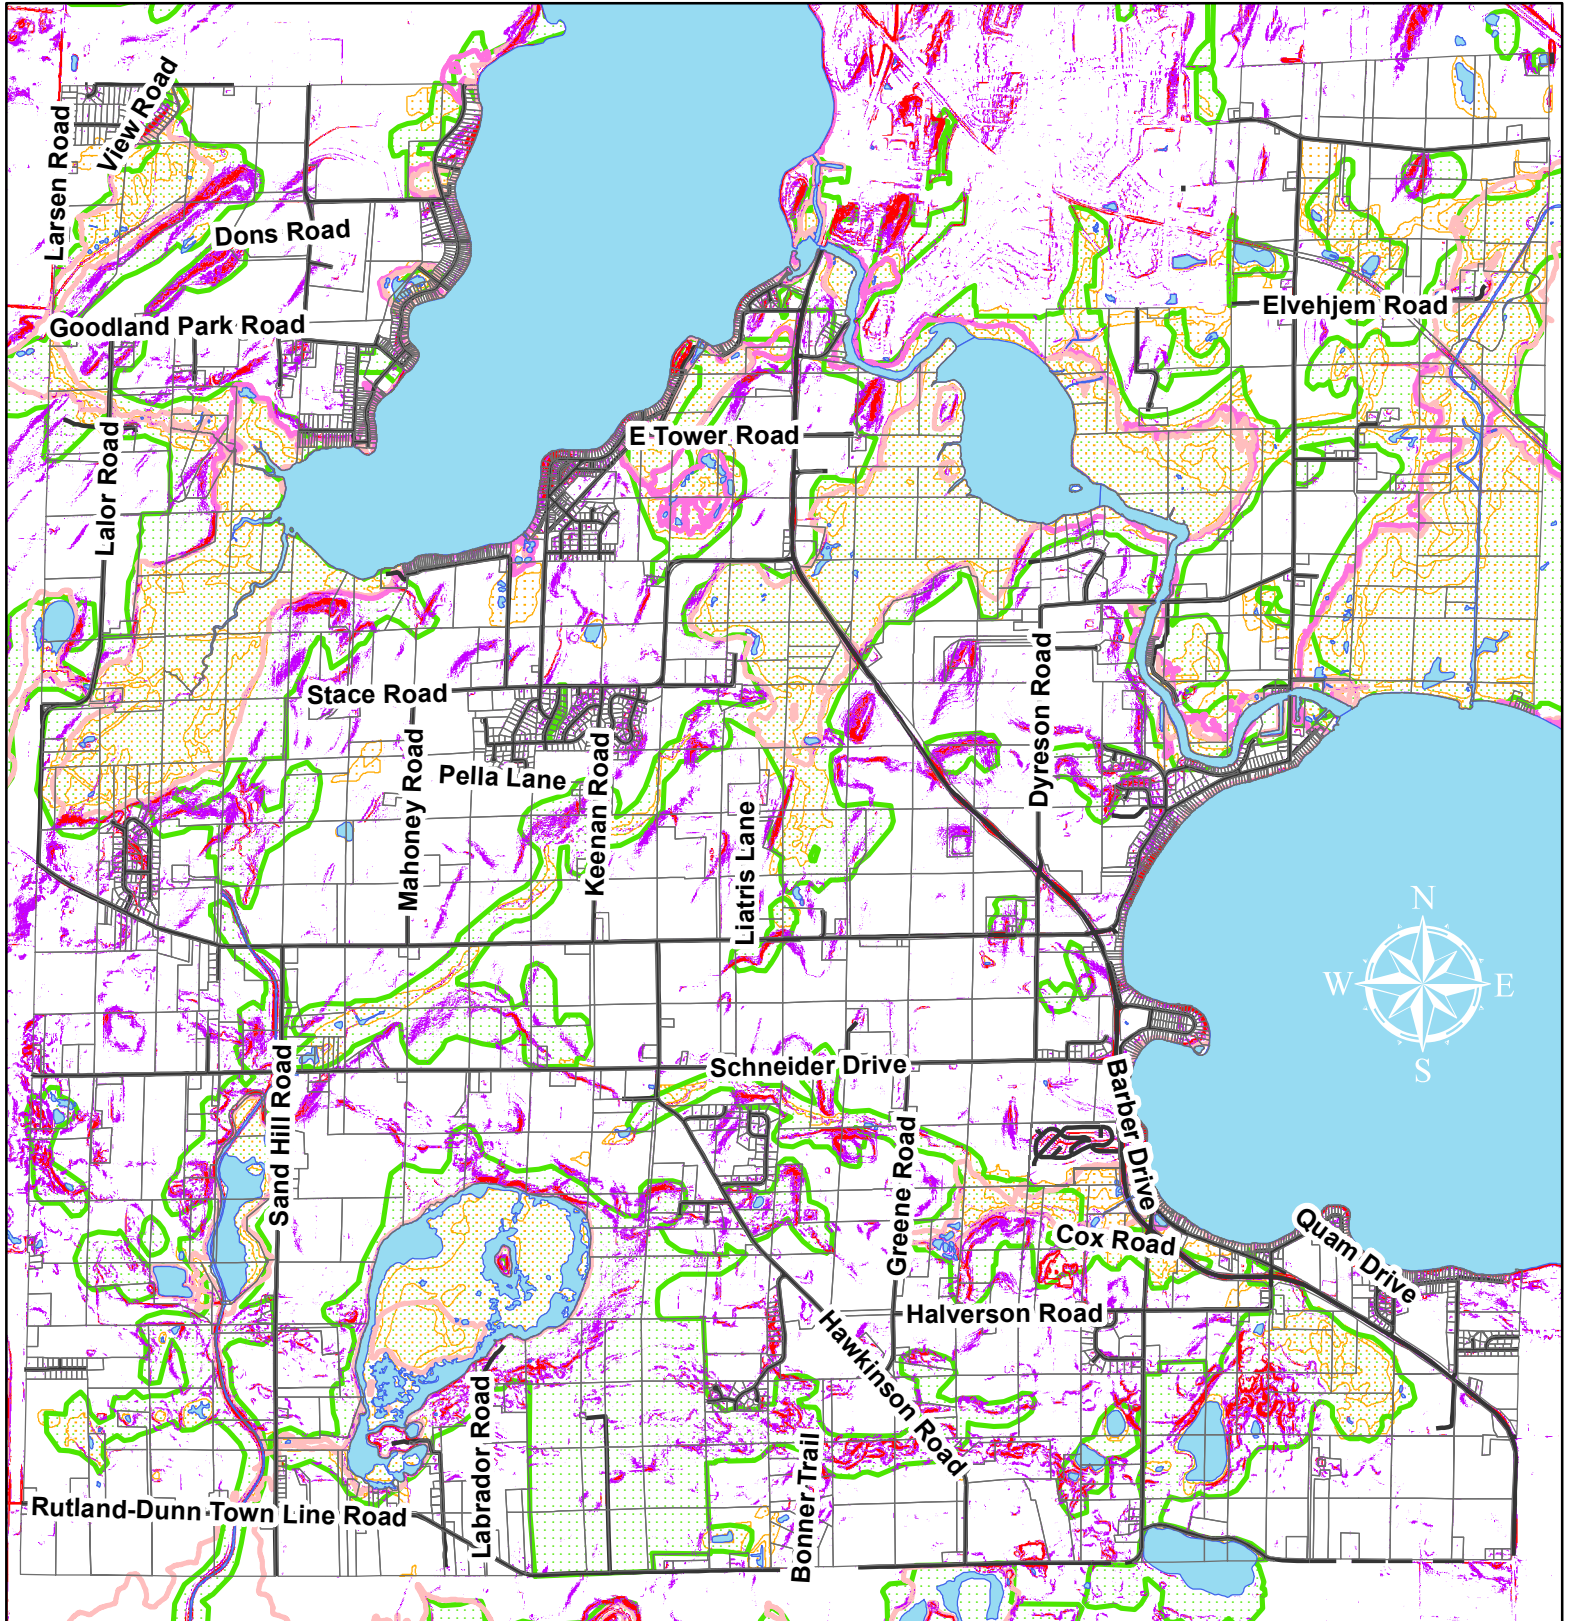 View Road
Larsen Road
Dons Road
Elvehjem Road
Goodland Park Road
E Tower Road
Lalor Road
Stace Road
Dyreson Road
Mahoney Road
Pella Lane
Keenan Road
Liatris Lane
N
W
E
S
Schneider Drive
Sand Hill Road
Barber Drive
Greene Road
Cox Road
Quam Drive
Halverson Road
Hawkinson Road
Labrador Road
Bonner Trail
Rutland-Dunn Town Line Road